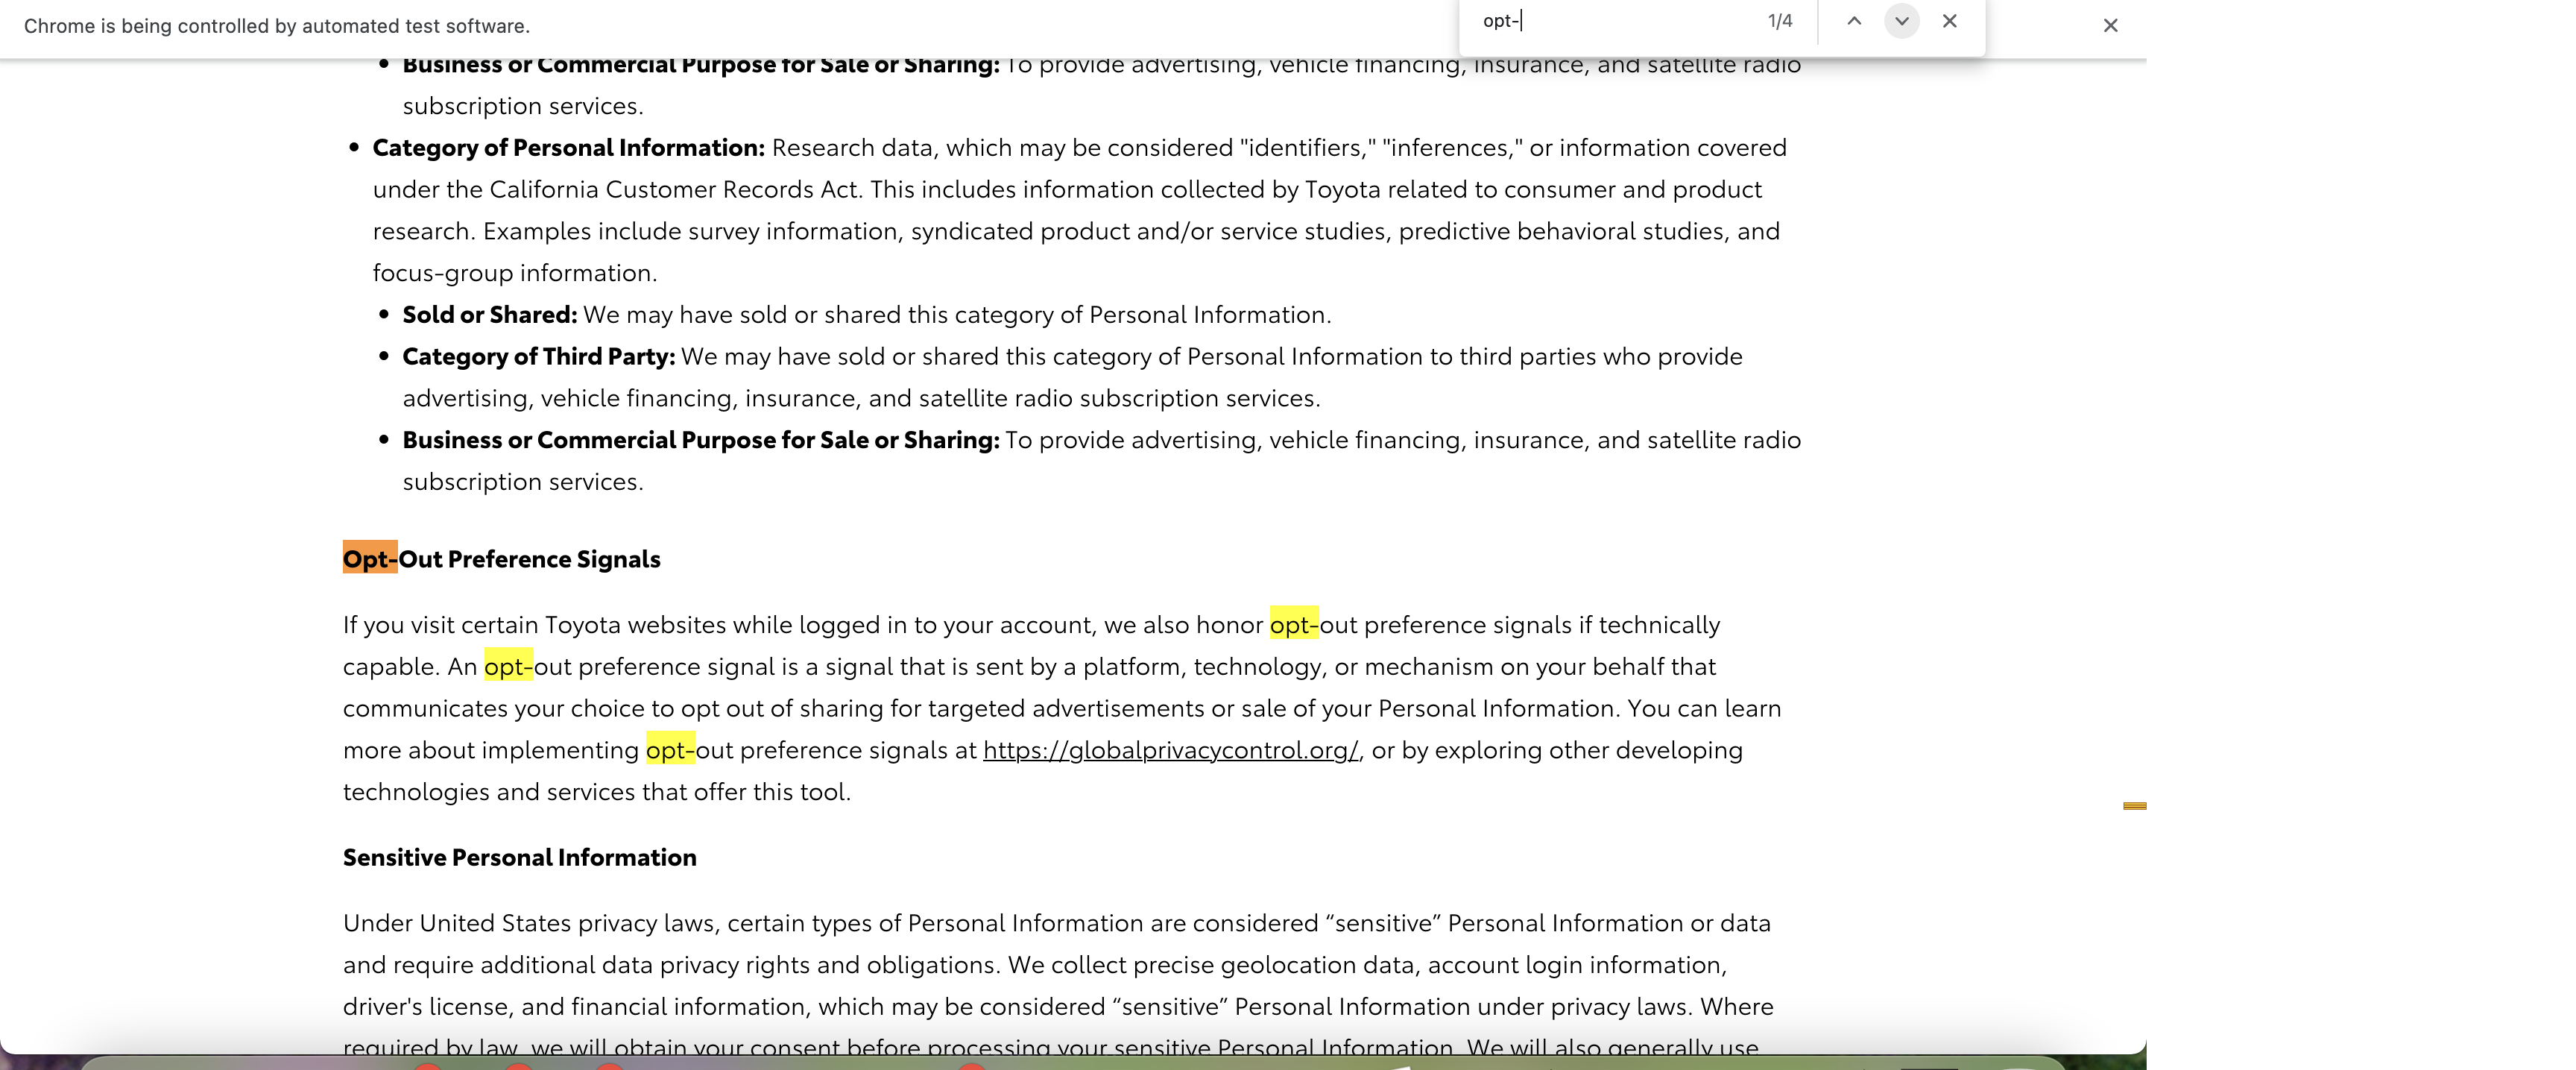 Chrome is being controlled by automated test software.
opt-
1/4
• Business or Commercial Purpose for Sale or Sharing: To provide advertising, vehicle financing, insurance, and satellite radio
subscription services.
• Category of Personal Information: Research data, which may be considered "identifiers," "inferences," or information covered
under the California Customer Records Act. This includes information collected by Toyota related to consumer and product
research. Examples include survey information, syndicated product and/or service studies, predictive behavioral studies, and
focus-group information.
• Sold or Shared: We may have sold or shared this category of Personal Information.
• Category of Third Party: We may have sold or shared this category of Personal Information to third parties who provide
advertising, vehicle financing, insurance, and satellite radio subscription services.
• Business or Commercial Purpose for Sale or Sharing: To provide advertising, vehicle financing, insurance, and satellite radio
subscription services.
Opt-Out Preference Signals
If you visit certain Toyota websites while logged in to your account, we also honor opt-out preference signals if technically
capable. An opt-out preference signal is a signal that is sent by a platform, technology, or mechanism on your behalf that
communicates your choice to opt out of sharing for targeted advertisements or sale of your Personal Information. You can learn
more about implementing opt-out preference signals at https://globalprivacycontrol.org/, or by exploring other developing
technologies and services that offer this tool.
Sensitive Personal Information
Under United States privacy laws, certain types of Personal Information are considered “sensitive” Personal Information or data
and require additional data privacy rights and obligations. We collect precise geolocation data, account login information,
driver's license, and financial information, which may be considered “sensitive” Personal Information under privacy laws. Where
required by law, we will obtain your consent before processing your sensitive Personal Information. We will also generally use